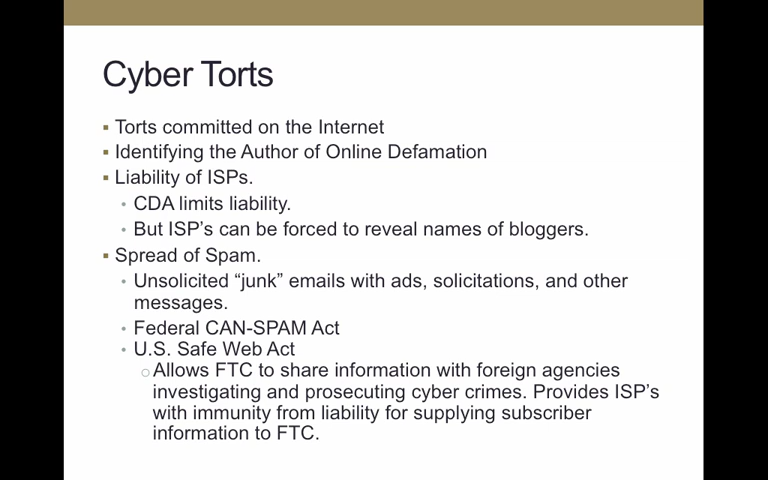 Cyber Torts
▪ Torts committed on the Internet
▪ Identifying the Author of Online Defamation
▪ Liability of ISPs.
• CDA limits liability.
• But ISP’s can be forced to reveal names of bloggers.
▪ Spread of Spam.
• Unsolicited “junk” emails with ads, solicitations, and other
messages.
• Federal CAN-SPAM Act
• U.S. Safe Web Act
○ Allows FTC to share information with foreign agencies
investigating and prosecuting cyber crimes. Provides ISP’s
with immunity from liability for supplying subscriber
information to FTC.